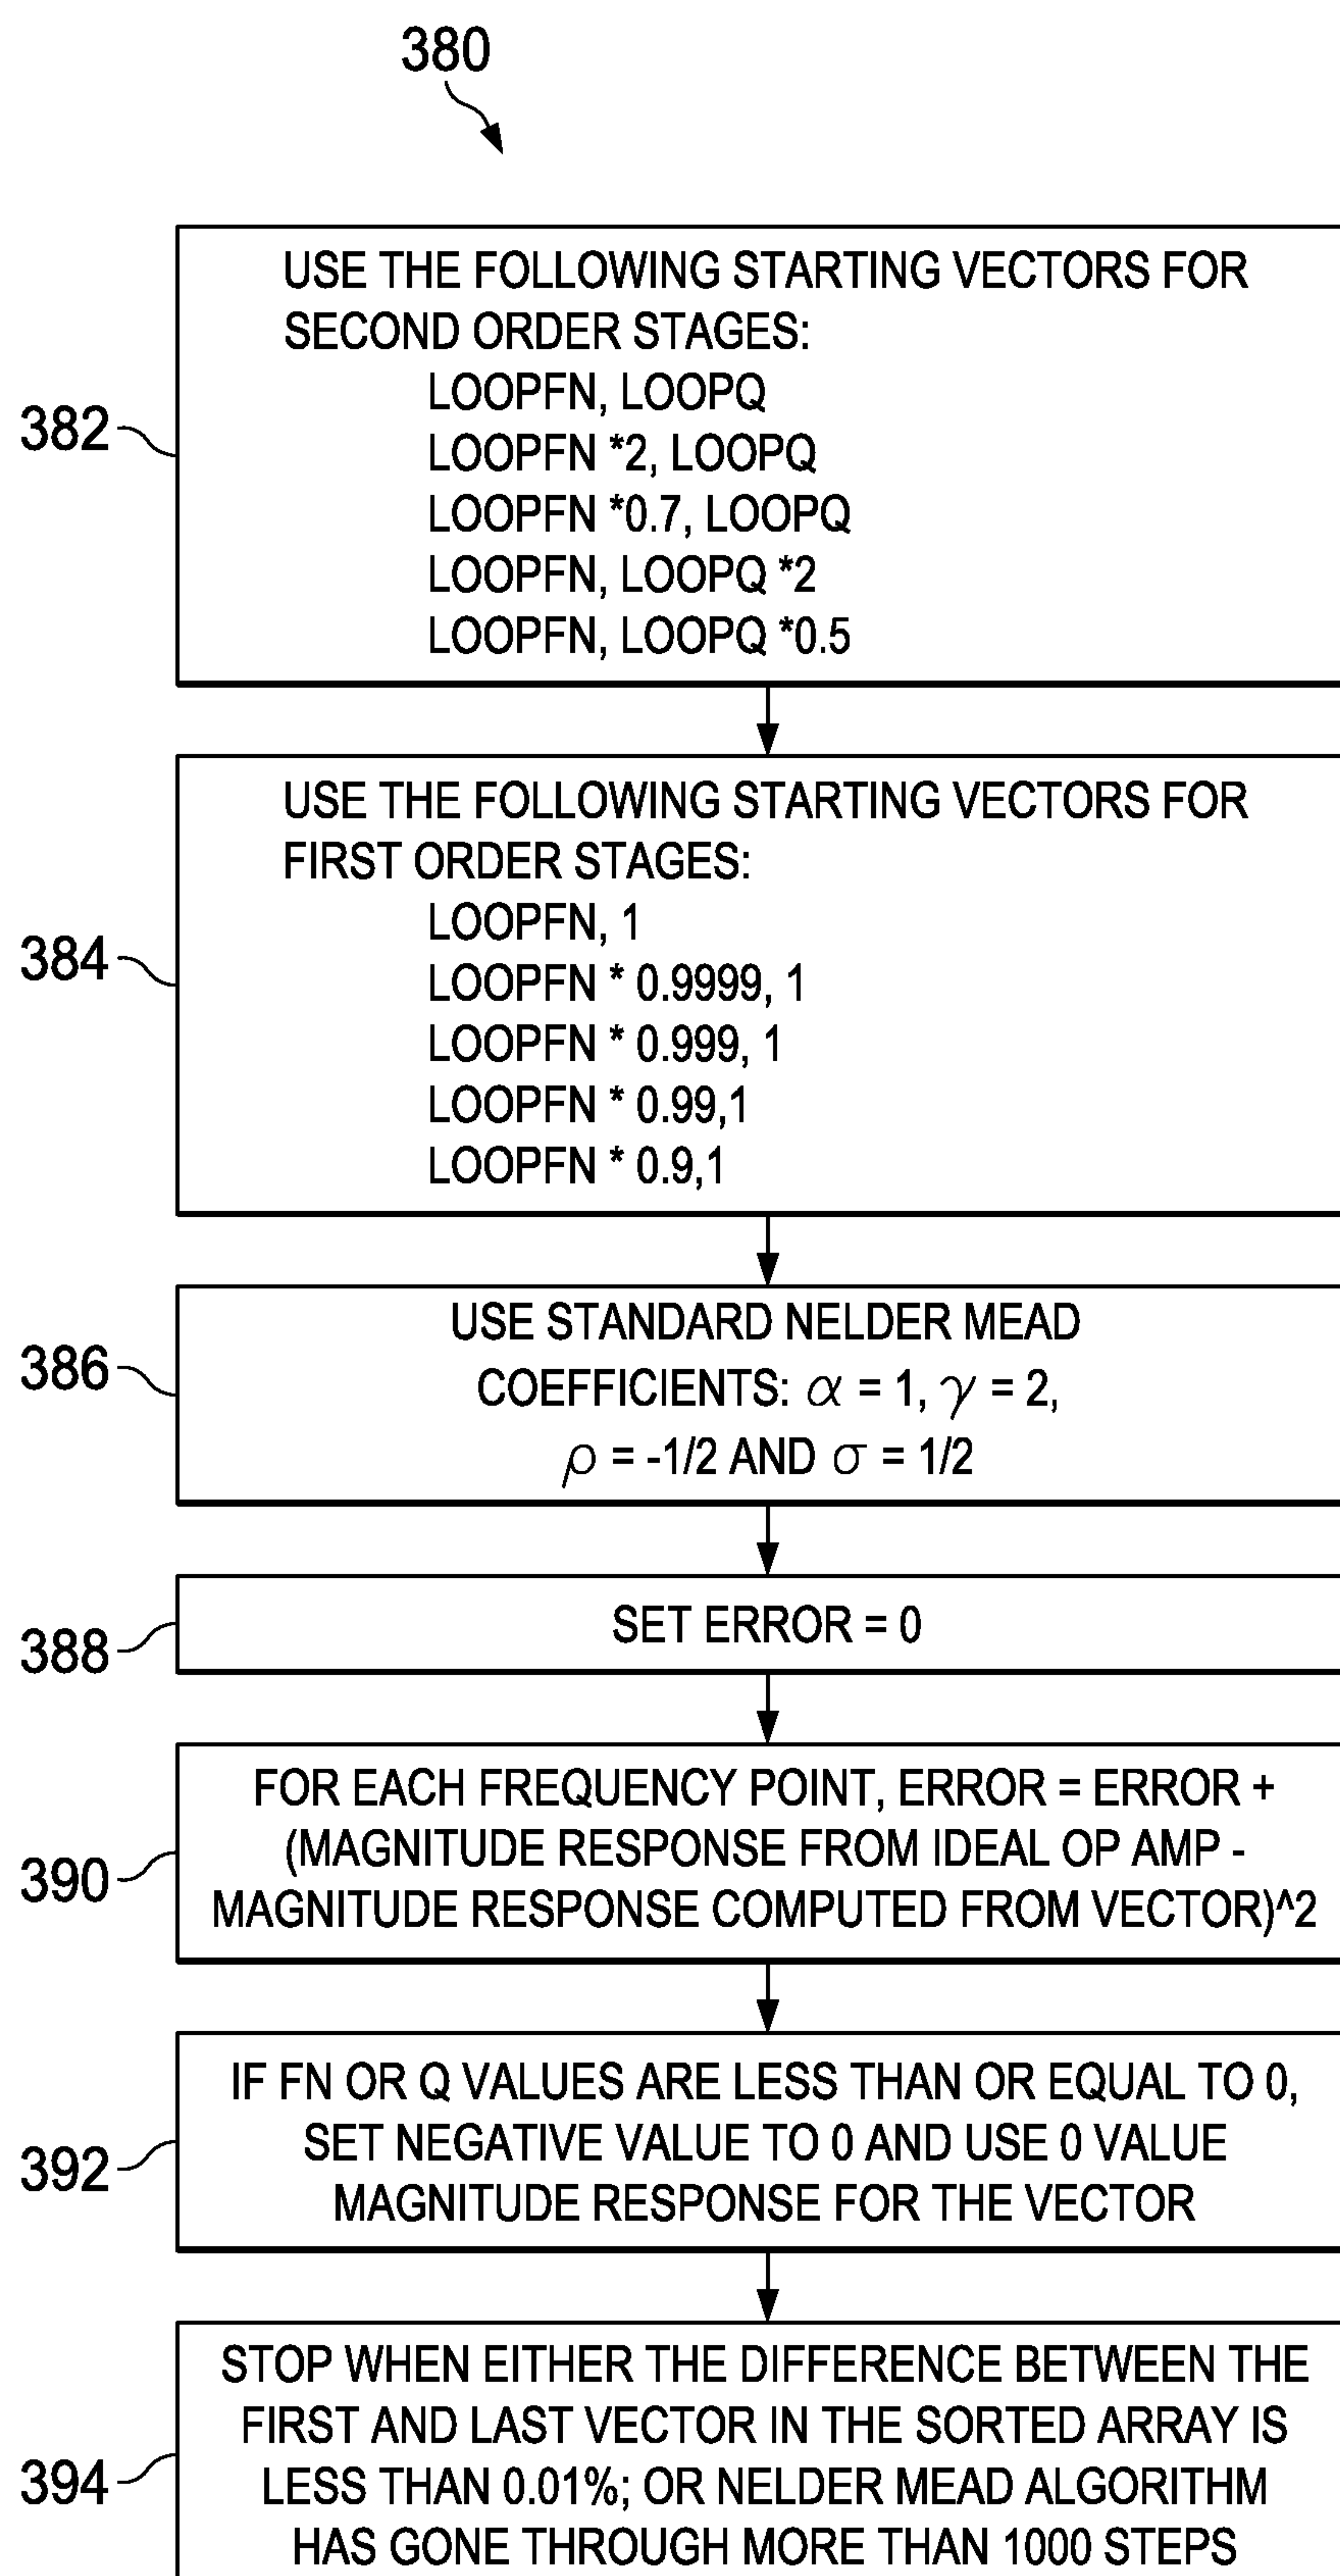 380
382
USE THE FOLLOWING STARTING VECTORS FOR
SECOND ORDER STAGES:
LOOPFN, LOOPQ
LOOPFN *2, LOOPQ
LOOPFN *0.7, LOOPQ
LOOPFN, LOOPQ *2
LOOPFN, LOOPQ *0.5
384
USE THE FOLLOWING STARTING VECTORS FOR
FIRST ORDER STAGES:
LOOPFN, 1
LOOPFN * 0.9999, 1
LOOPFN * 0.999, 1
LOOPFN * 0.99,1
LOOPFN * 0.9,1
386
USE STANDARD NELDER MEAD
COEFFICIENTS: α = 1, γ = 2,
ρ = -1/2 AND σ = 1/2
388
SET ERROR = 0
390
FOR EACH FREQUENCY POINT, ERROR = ERROR +
(MAGNITUDE RESPONSE FROM IDEAL OP AMP -
MAGNITUDE RESPONSE COMPUTED FROM VECTOR)^2
392
IF FN OR Q VALUES ARE LESS THAN OR EQUAL TO 0,
SET NEGATIVE VALUE TO 0 AND USE 0 VALUE
MAGNITUDE RESPONSE FOR THE VECTOR
394
STOP WHEN EITHER THE DIFFERENCE BETWEEN THE
FIRST AND LAST VECTOR IN THE SORTED ARRAY IS
LESS THAN 0.01%; OR NELDER MEAD ALGORITHM
HAS GONE THROUGH MORE THAN 1000 STEPS